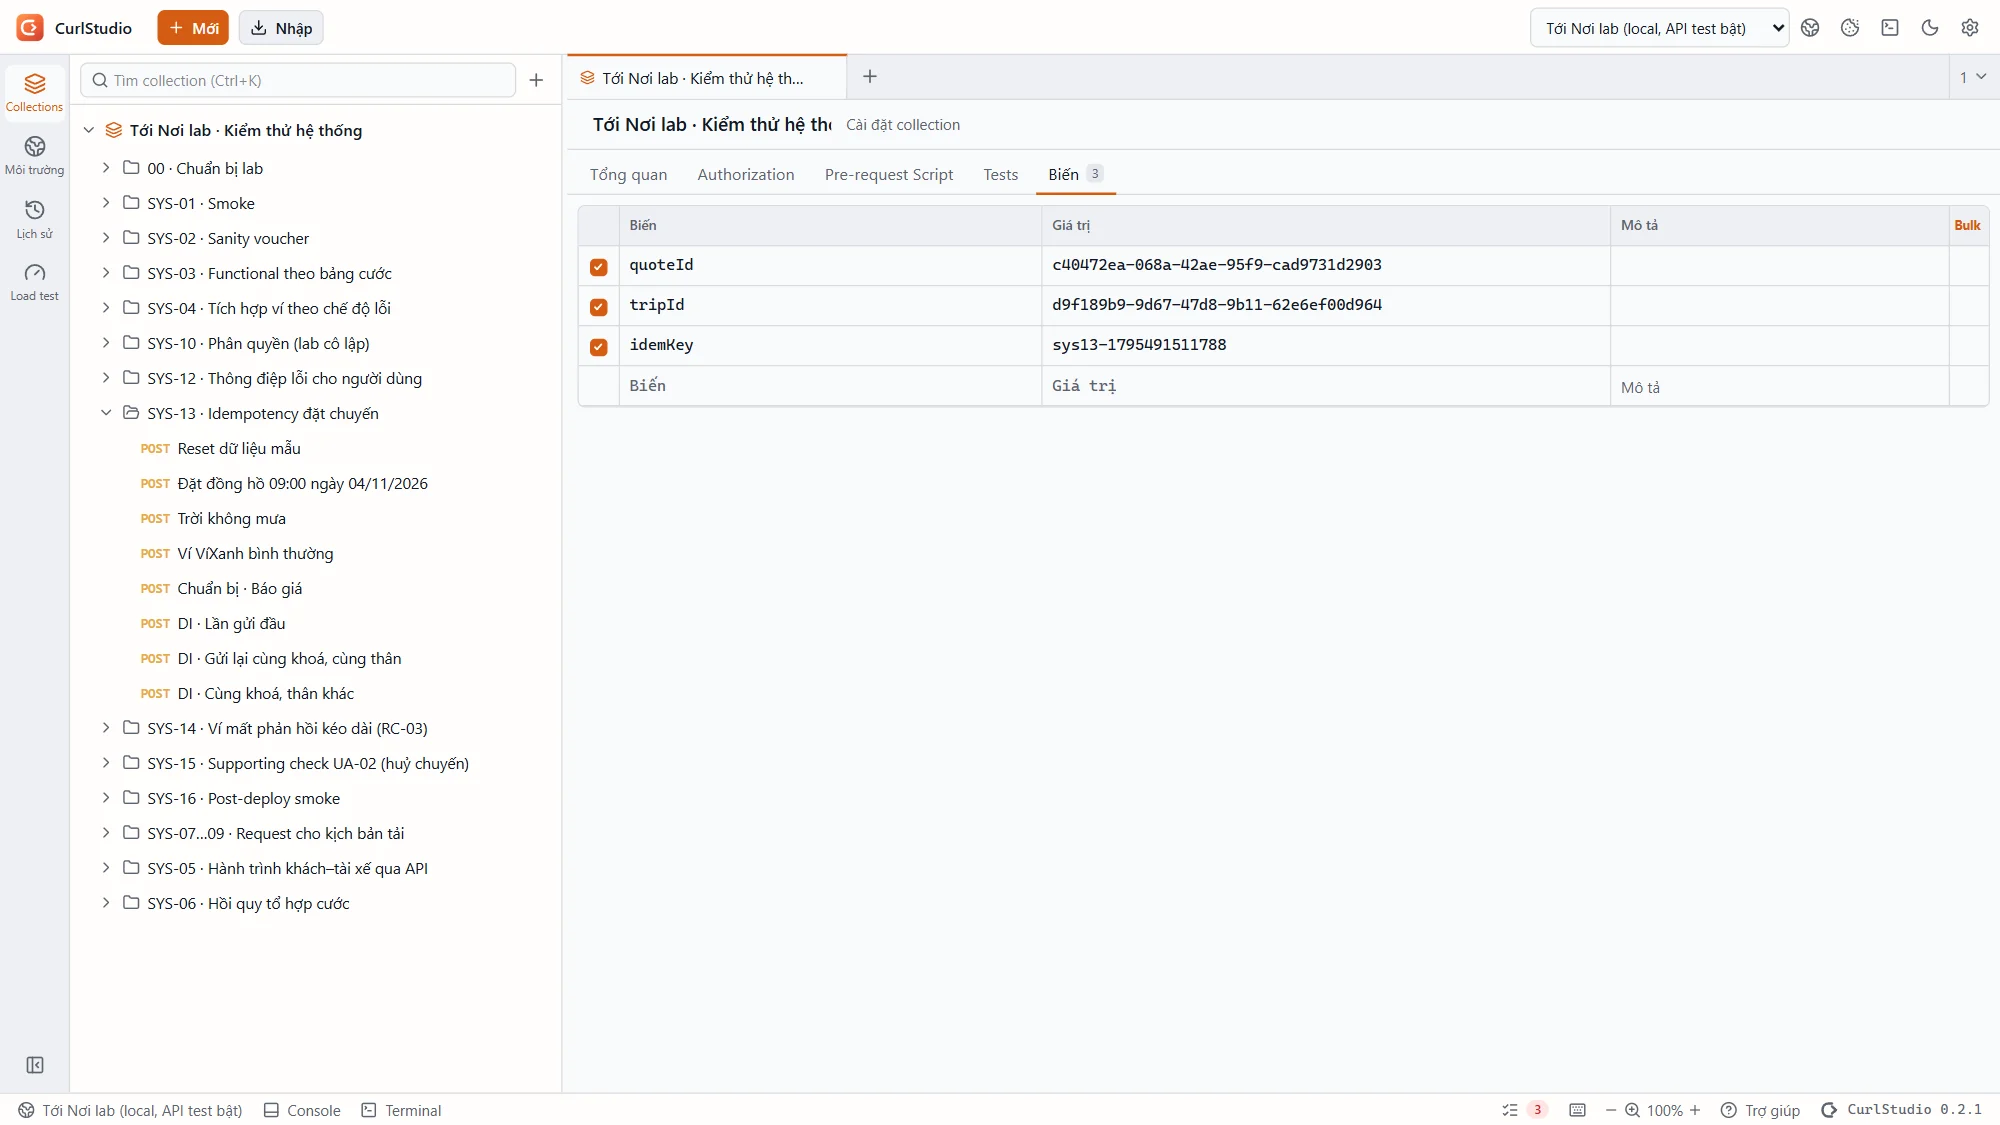 CurlStudio
Mới
Nhập
Tới Nơi lab (local, API test bật)
Collections
Môi trường
Lịch sử
Load test
Tìm collection (Ctrl+K)
Tới Nơi lab · Kiểm thử hệ thống
00 · Chuẩn bị lab
SYS-01 · Smoke
SYS-02 · Sanity voucher
SYS-03 · Functional theo bảng cước
SYS-04 · Tích hợp ví theo chế độ lỗi
SYS-10 · Phân quyền (lab cô lập)
SYS-12 · Thông điệp lỗi cho người dùng
SYS-13 · Idempotency đặt chuyến
POST Reset dữ liệu mẫu
POST Đặt đồng hồ 09:00 ngày 04/11/2026
POST Trời không mưa
POST Ví VíXanh bình thường
POST Chuẩn bị · Báo giá
POST DI · Lần gửi đầu
POST DI · Gửi lại cùng khoá, cùng thân
POST DI · Cùng khoá, thân khác
SYS-14 · Ví mất phản hồi kéo dài (RC-03)
SYS-15 · Supporting check UA-02 (huỷ chuyến)
SYS-16 · Post-deploy smoke
SYS-07...09 · Request cho kịch bản tải
SYS-05 · Hành trình khách–tài xế qua API
SYS-06 · Hồi quy tổ hợp cước
Tới Nơi lab · Kiểm thử hệ th...
1
Tới Nơi lab · Kiểm thử hệ thố
Cài đặt collection
Tổng quan
Authorization
Pre-request Script
Tests
Biến 3
Biến Giá trị Mô tả Bulk
quoteId c40472ea-068a-42ae-95f9-cad9731d2903
tripId d9f189b9-9d67-47d8-9b11-62e6ef00d964
idemKey sys13-1795491511788
Biến Giá trị Mô tả
Tới Nơi lab (local, API test bật)
Console
Terminal
3
100%
Trợ giúp
CurlStudio 0.2.1